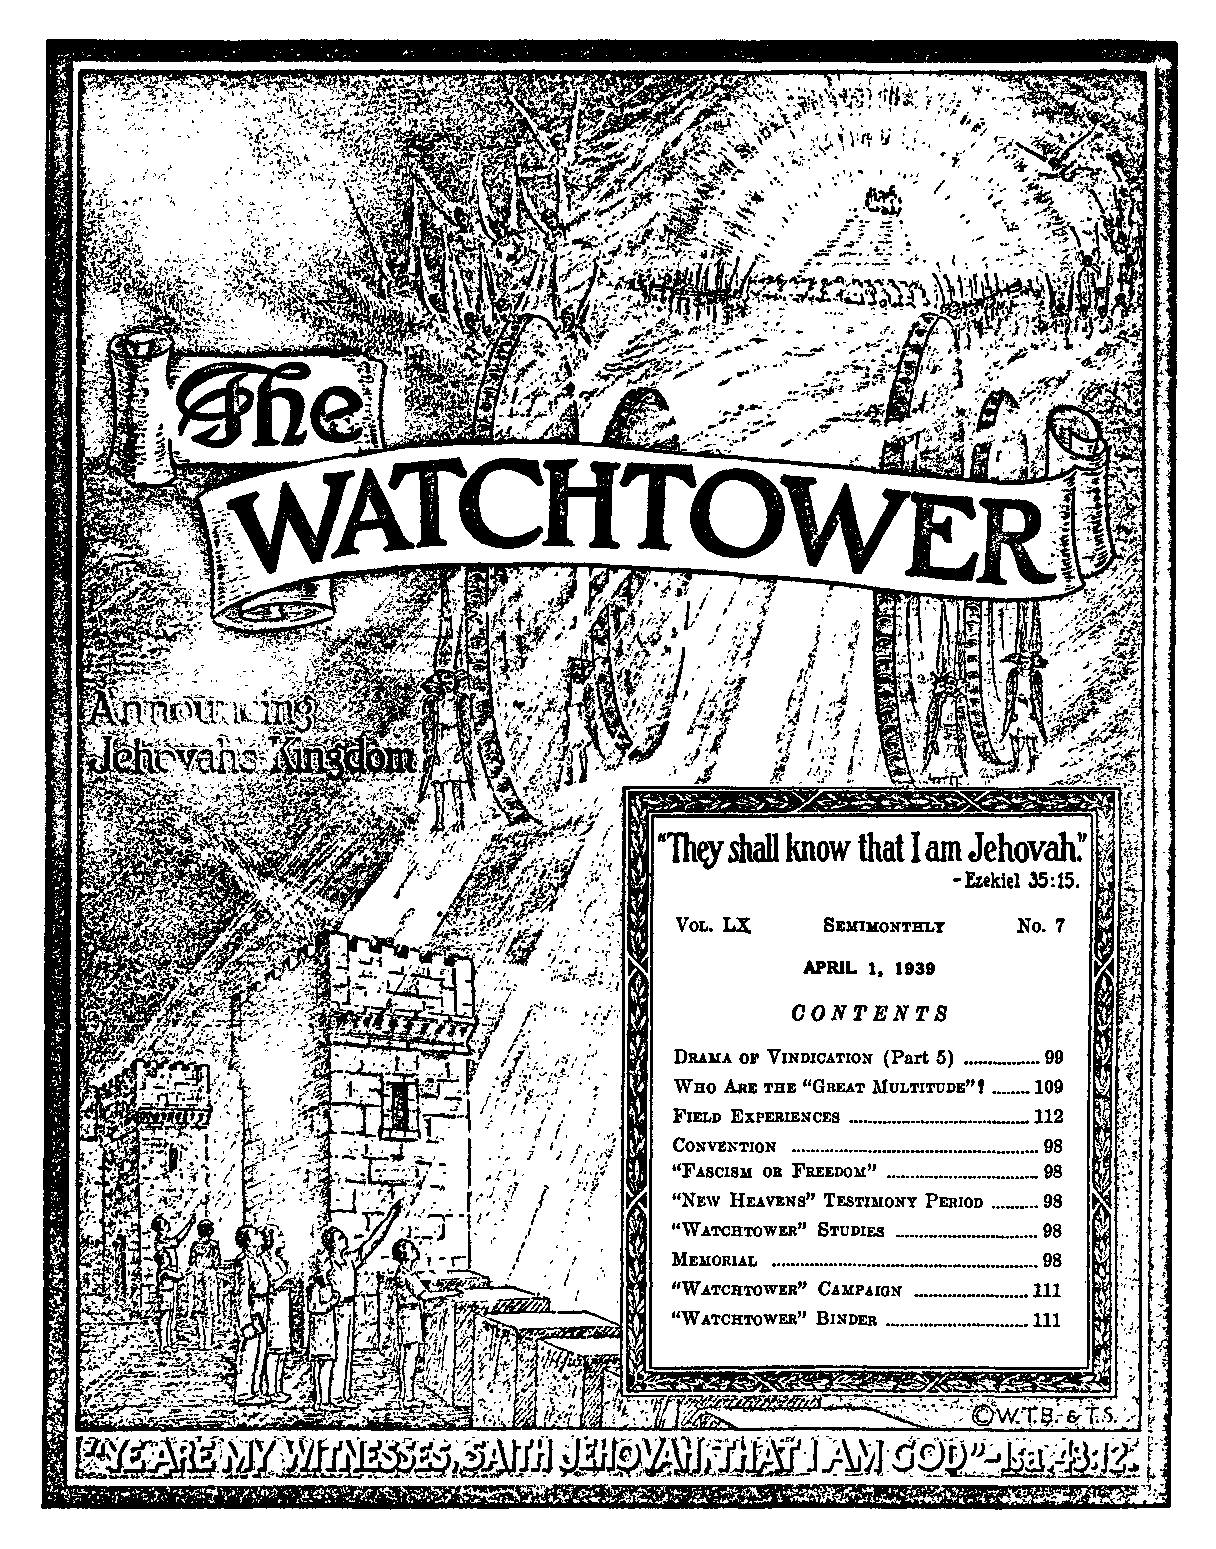 The
WATCHTOWER
Announcing
Jehovah's Kingdom
"They shall know that I am Jehovah."
- Ezekiel 35:15.
VOL. LX SEMIMONTHLY No. 7
APRIL 1, 1939
CONTENTS
DRAMA OF VINDICATION (Part 5) ................ 99
WHO ARE THE "GREAT MULTITUDE"? ........ 109
FIELD EXPERIENCES ...................................... 112
CONVENTION .................................................... 98
"FASCISM OR FREEDOM" ................................ 98
"NEW HEAVENS" TESTIMONY PERIOD .......... 98
"WATCHTOWER" STUDIES .............................. 98
MEMORIAL ........................................................ 98
"WATCHTOWER" CAMPAIGN ........................ 111
"WATCHTOWER" BINDER .............................. 111
©W.T.B. & T.S.
"YE ARE MY WITNESSES, SAITH JEHOVAH, THAT I AM GOD"-Isa. 43:12.